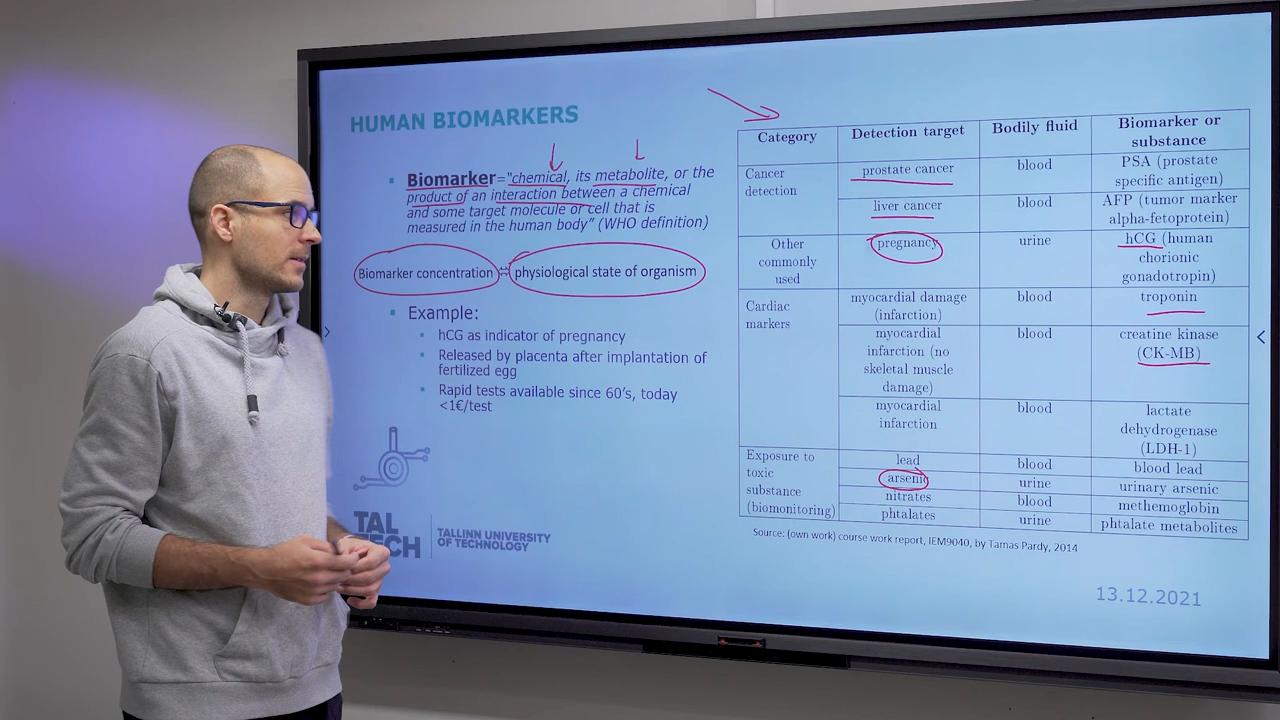 HUMAN BIOMARKERS
Biomarker="chemical, its metabolite, or the
product of an interaction between a chemical
and some target molecule or cell that is
measured in the human body" (WHO definition)
Biomarker concentration ↔ physiological state of organism
Example:
hCG as indicator of pregnancy
Released by placenta after implantation of
fertilized egg
Rapid tests available since 60's, today
<1€/test
TAL
TECH
TALLINN UNIVERSITY
OF TECHNOLOGY
Category Detection target Bodily fluid Biomarker or
substance
Cancer
detection
prostate cancer blood PSA (prostate
specific antigen)
liver cancer blood AFP (tumor marker
alpha-fetoprotein)
Other
commonly
used
pregnancy urine hCG (human
chorionic
gonadotropin)
Cardiac
markers
myocardial damage
(infarction)
blood troponin
myocardial
infarction (no
skeletal muscle
damage)
blood creatine kinase
(CK-MB)
myocardial
infarction
blood lactate
dehydrogenase
(LDH-1)
Exposure to
toxic
substance
(biomonitoring)
lead blood blood lead
arsenic urine urinary arsenic
nitrates blood methemoglobin
phtalates urine phtalate metabolites
Source: (own work) course work report, IEM9040, by Tamas Pardy, 2014
13.12.2021